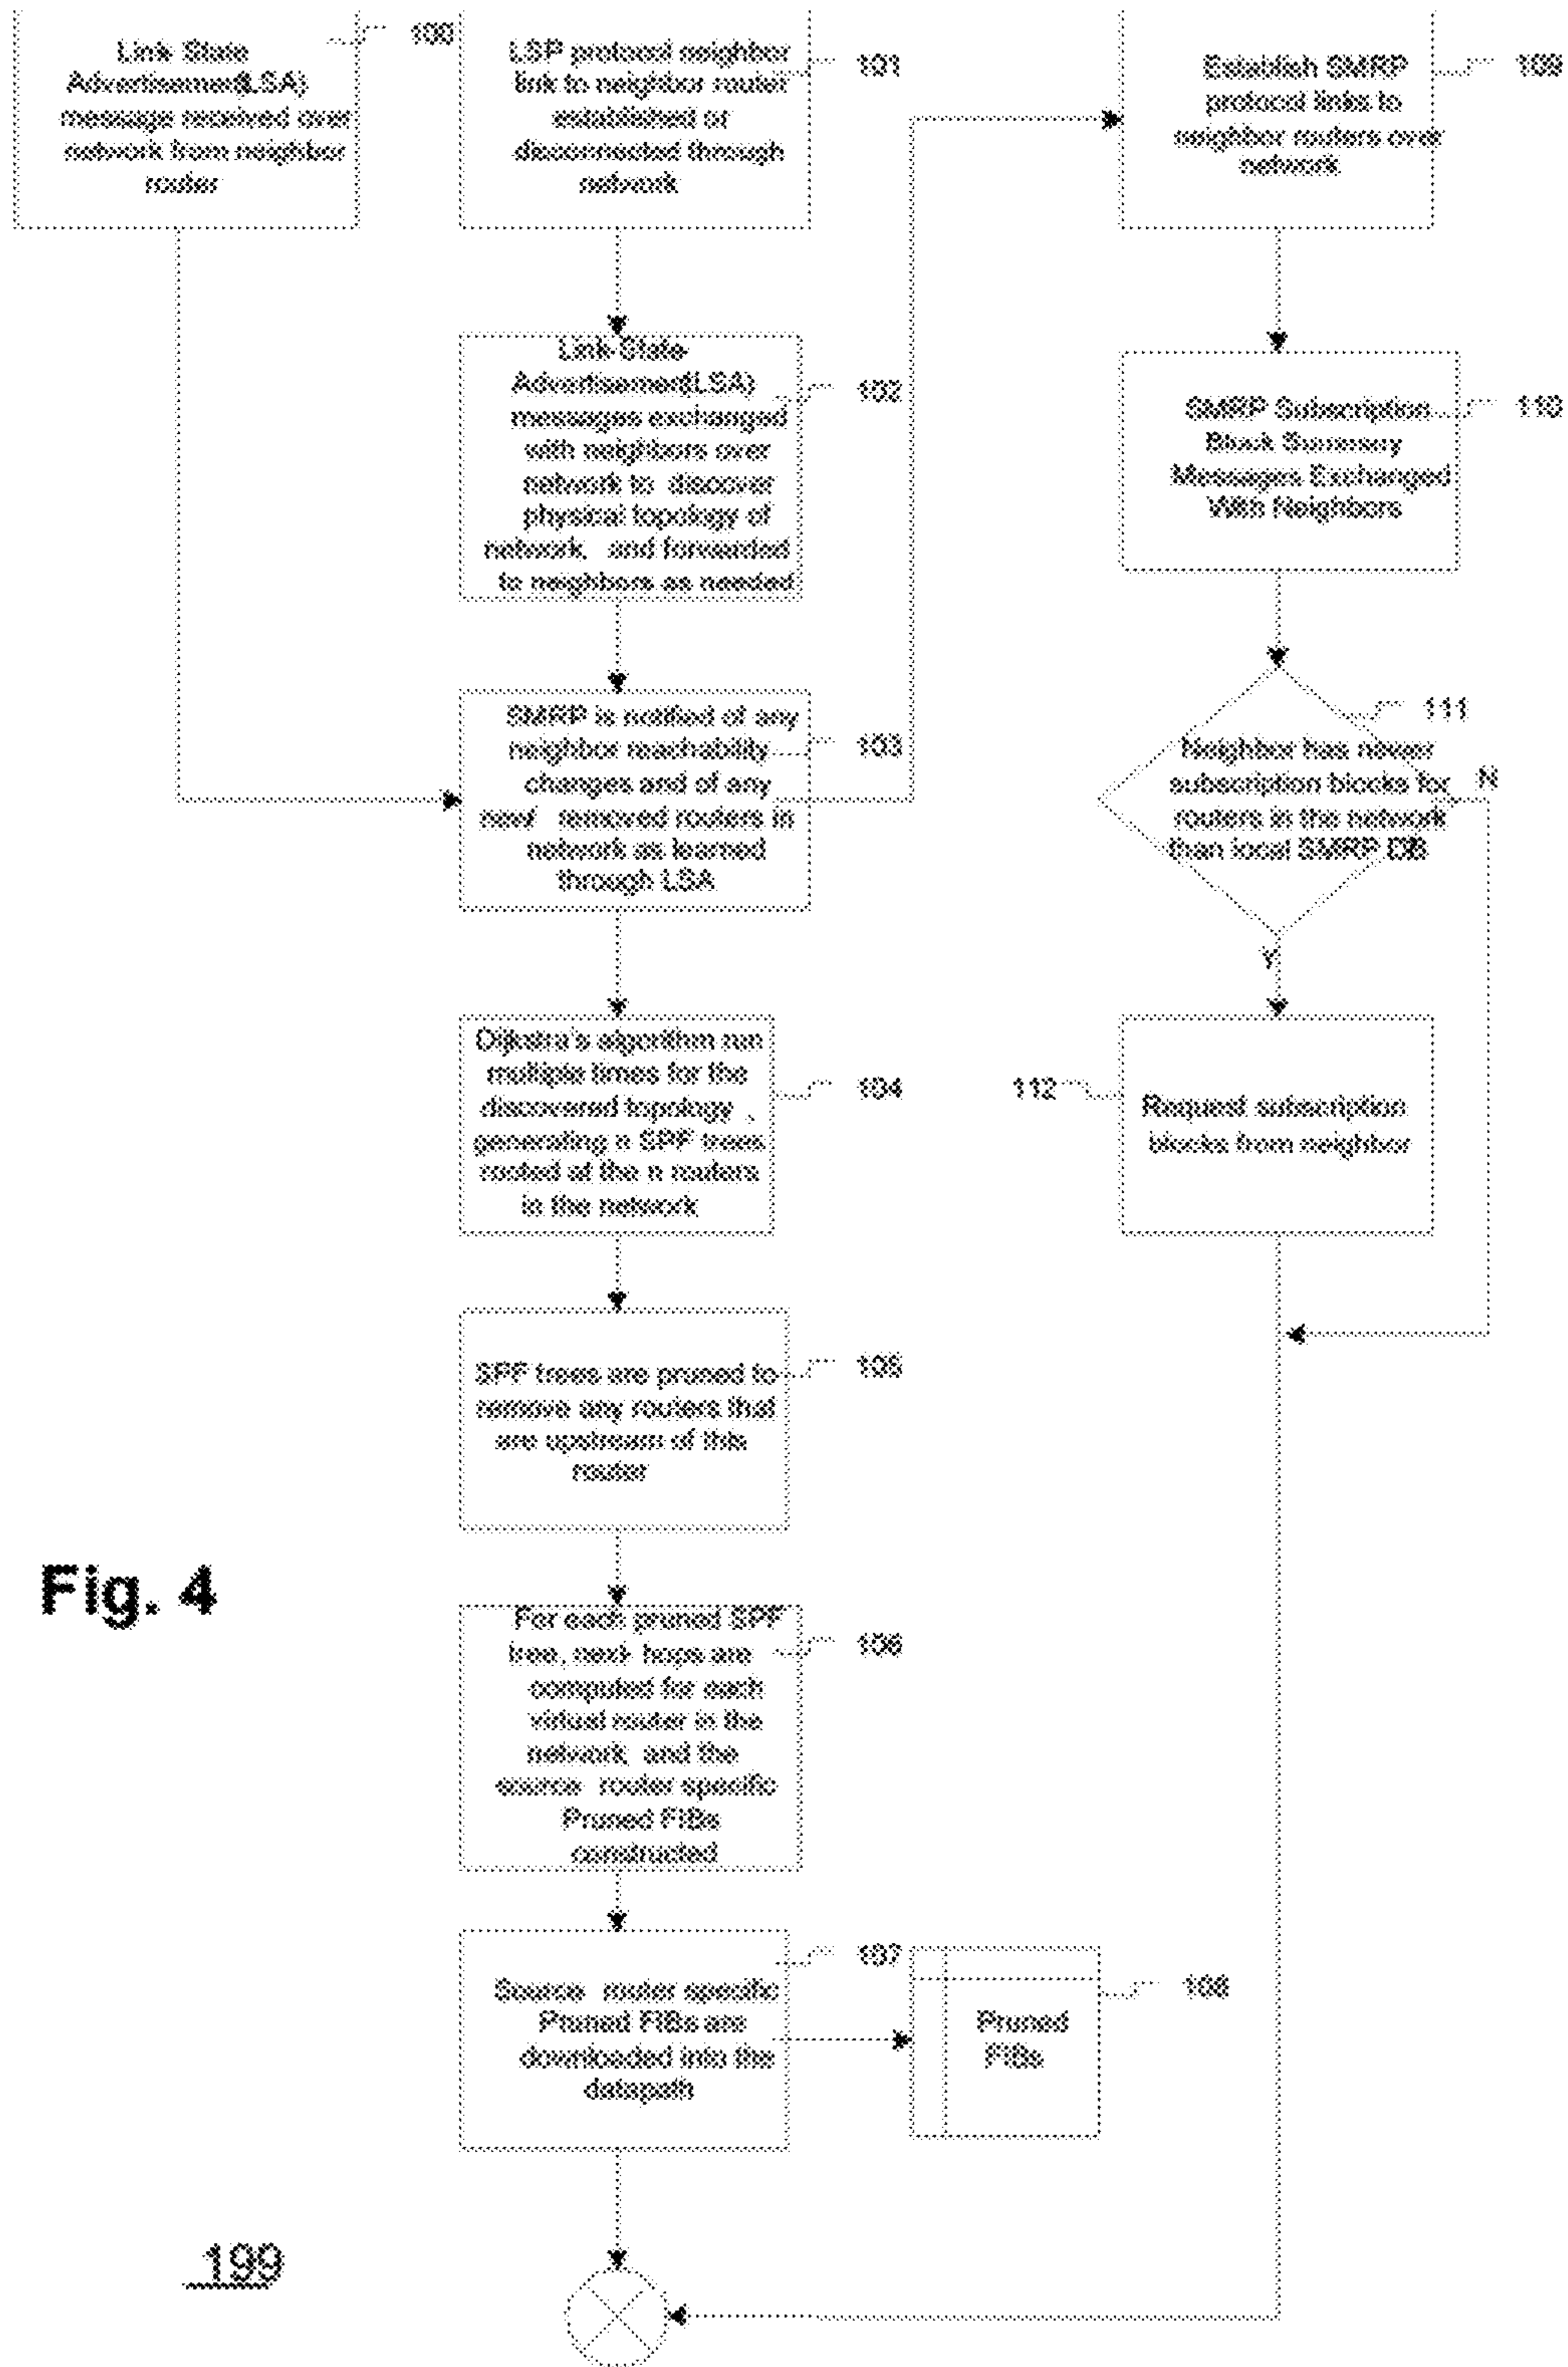 Link-State
Advertisement(LSA)
message received over
network from neighbor
router
100
LSP protocol neighbor
link to neighbor router
established or
disconnected through
network
101
Link-State
Advertisement(LSA)
messages exchanged
with neighbors over
network to discover
physical topology of
network, and forwarded
to neighbors as needed
102
SMRP is notified of any
neighbor reachability
changes and of any
new/ removed routers in
network as learned
through LSA
103
Dijkstra's algorithm run
multiple times for the
discovered topology,
generating n SPF trees
rooted at the n routers
in the network
104
SPF trees are pruned to
remove any routers that
are upstream of this
router
105
For each pruned SPF
tree, next- hops are
computed for each
virtual router in the
network, and the
source- router specific
Pruned FIBs
constructed
106
Source- router specific
Pruned FIBs are
downloaded into the
datapath
107
Pruned
FIBs
108
Establish SMRP
protocol links to
neighbor routers over
network
109
SMRP Subscription
Block Summary
Messages Exchanged
With Neighbors
110
Neighbor has newer
subscription blocks for
routers in the network
than local SMRP DB
111
N
Y
Request subscription
blocks from neighbor
112
Fig. 4
199